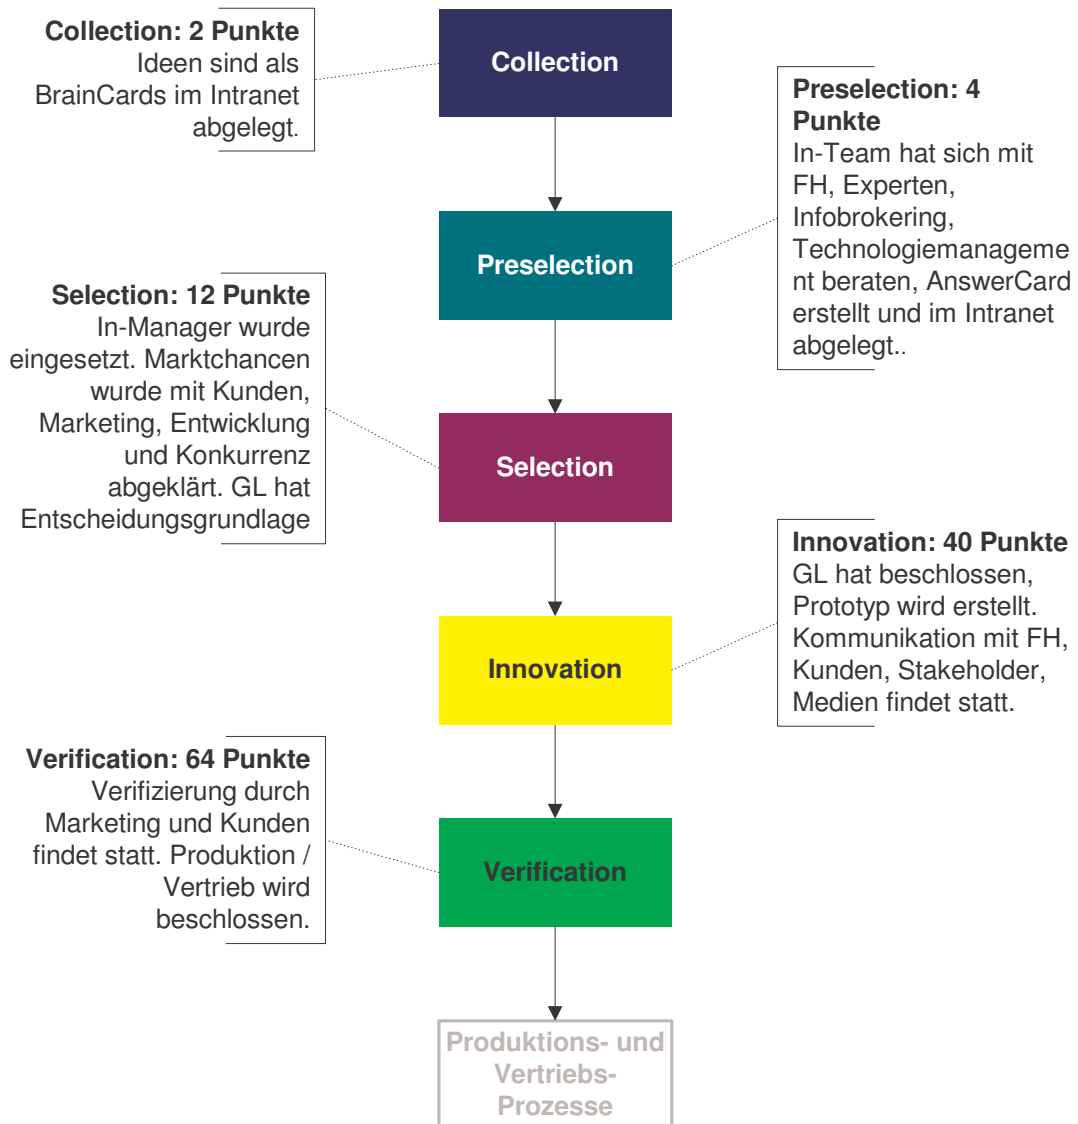 Collection: 2 Punkte
Ideen sind als
BrainCards im Intranet
abgelegt.
Collection
Preselection: 4
Punkte
In-Team hat sich mit
FH, Experten,
Infobrokering,
Technologiemanageme
nt beraten, AnswerCard
erstellt und im Intranet
abgelegt..
Preselection
Selection: 12 Punkte
In-Manager wurde
eingesetzt. Marktchancen
wurde mit Kunden,
Marketing, Entwicklung
und Konkurrenz
abgeklärt. GL hat
Entscheidungsgrundlage
Selection
Innovation: 40 Punkte
GL hat beschlossen,
Prototyp wird erstellt.
Kommunikation mit FH,
Kunden, Stakeholder,
Medien findet statt.
Innovation
Verification: 64 Punkte
Verifizierung durch
Marketing und Kunden
findet statt. Produktion /
Vertrieb wird
beschlossen.
Verification
Produktions- und
Vertriebs-
Prozesse